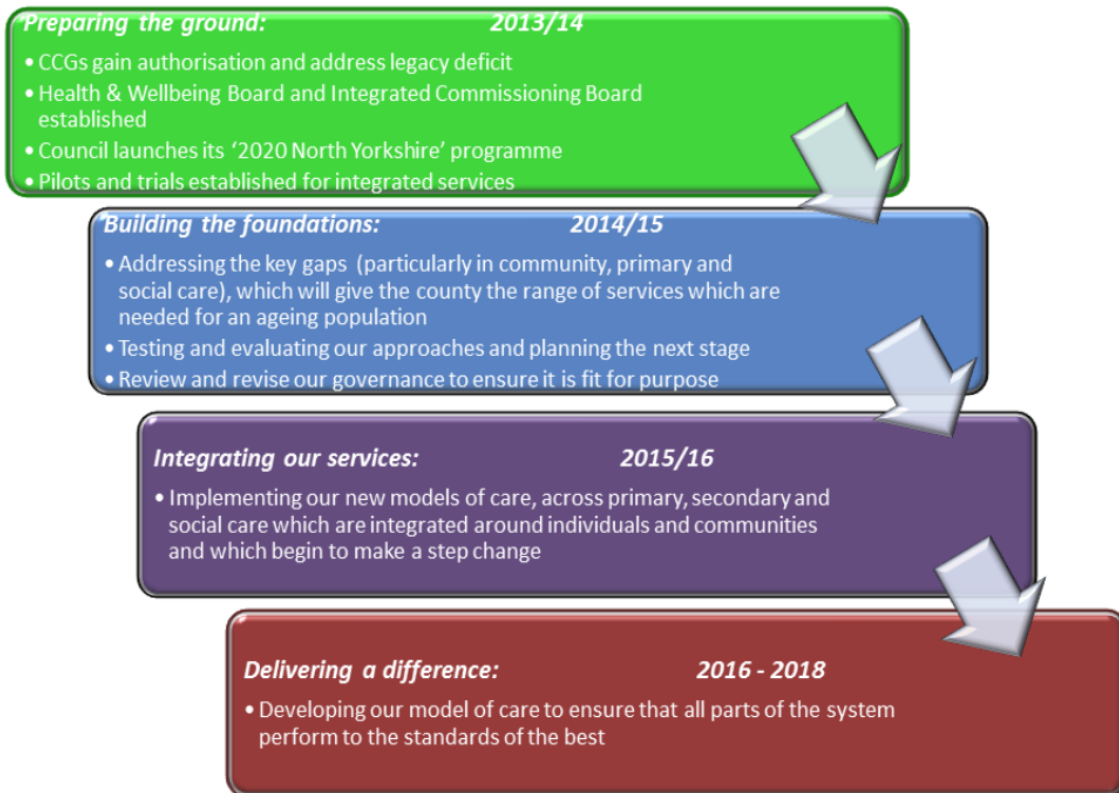 Preparing the ground: 2013/14
• CCGs gain authorisation and address legacy deficit
• Health & Wellbeing Board and Integrated Commissioning Board
established
• Council launches its ‘2020 North Yorkshire’ programme
• Pilots and trials established for integrated services
Building the foundations: 2014/15
• Addressing the key gaps (particularly in community, primary and
social care), which will give the county the range of services which are
needed for an ageing population
• Testing and evaluating our approaches and planning the next stage
• Review and revise our governance to ensure it is fit for purpose
Integrating our services: 2015/16
• Implementing our new models of care, across primary, secondary and
social care which are integrated around individuals and communities
and which begin to make a step change
Delivering a difference: 2016 - 2018
• Developing our model of care to ensure that all parts of the system
perform to the standards of the best